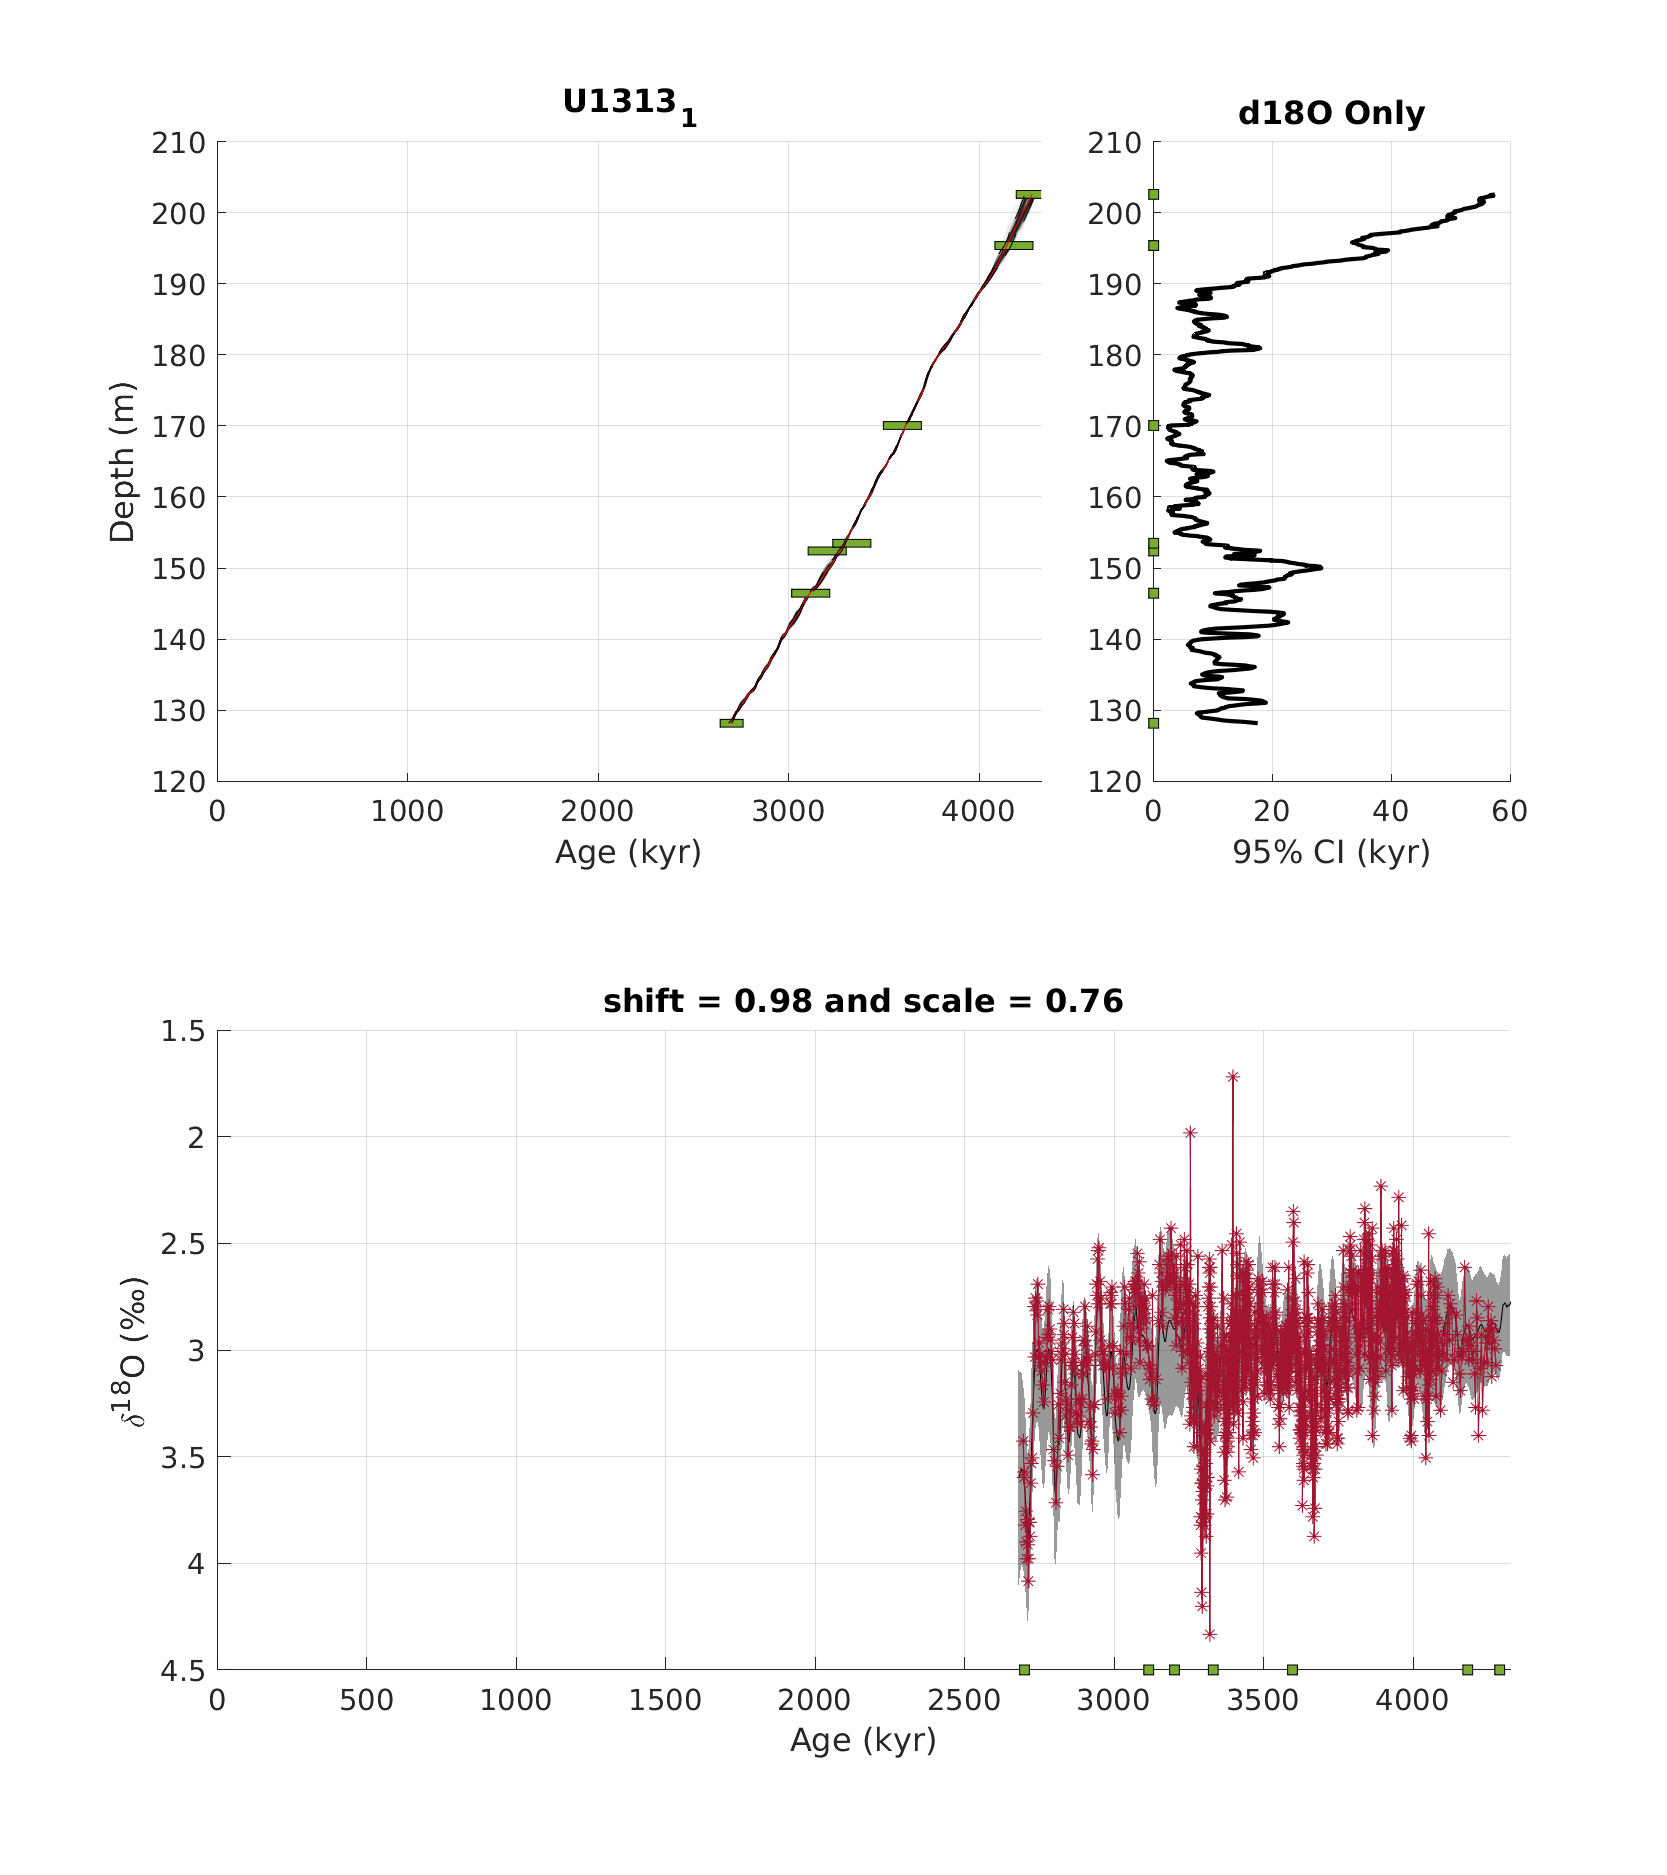 U1313₁
d18O Only
210
200
190
180
170
160
150
140
130
120
Depth (m)
0 1000 2000 3000 4000
Age (kyr)
210
200
190
180
170
160
150
140
130
120
0 20 40 60
95% CI (kyr)
shift = 0.98 and scale = 0.76
1.5
2
2.5
3
3.5
4
4.5
δ¹⁸O (‰)
0 500 1000 1500 2000 2500 3000 3500 4000
Age (kyr)